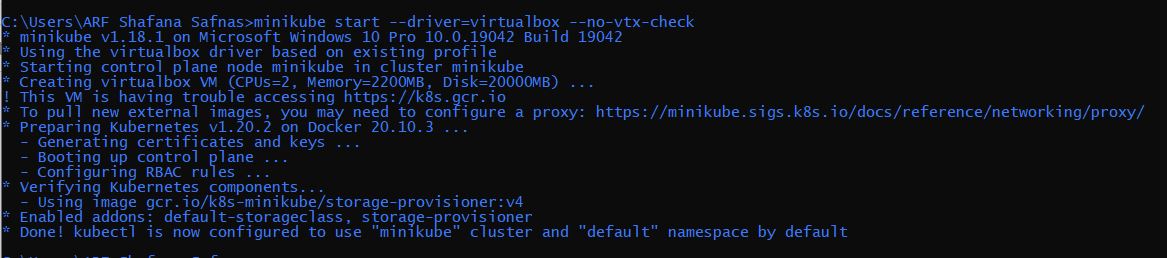 C:\Users\ARF Shafana Safnas>minikube start --driver=virtualbox --no-vtx-check
* minikube v1.18.1 on Microsoft Windows 10 Pro 10.0.19042 Build 19042
* Using the virtualbox driver based on existing profile
* Starting control plane node minikube in cluster minikube
* Creating virtualbox VM (CPUs=2, Memory=2200MB, Disk=20000MB) ...
! This VM is having trouble accessing https://k8s.gcr.io
* To pull new external images, you may need to configure a proxy: https://minikube.sigs.k8s.io/docs/reference/networking/proxy/
* Preparing Kubernetes v1.20.2 on Docker 20.10.3 ...
  - Generating certificates and keys ...
  - Booting up control plane ...
  - Configuring RBAC rules ...
* Verifying Kubernetes components...
  - Using image gcr.io/k8s-minikube/storage-provisioner:v4
* Enabled addons: default-storageclass, storage-provisioner
* Done! kubectl is now configured to use "minikube" cluster and "default" namespace by default